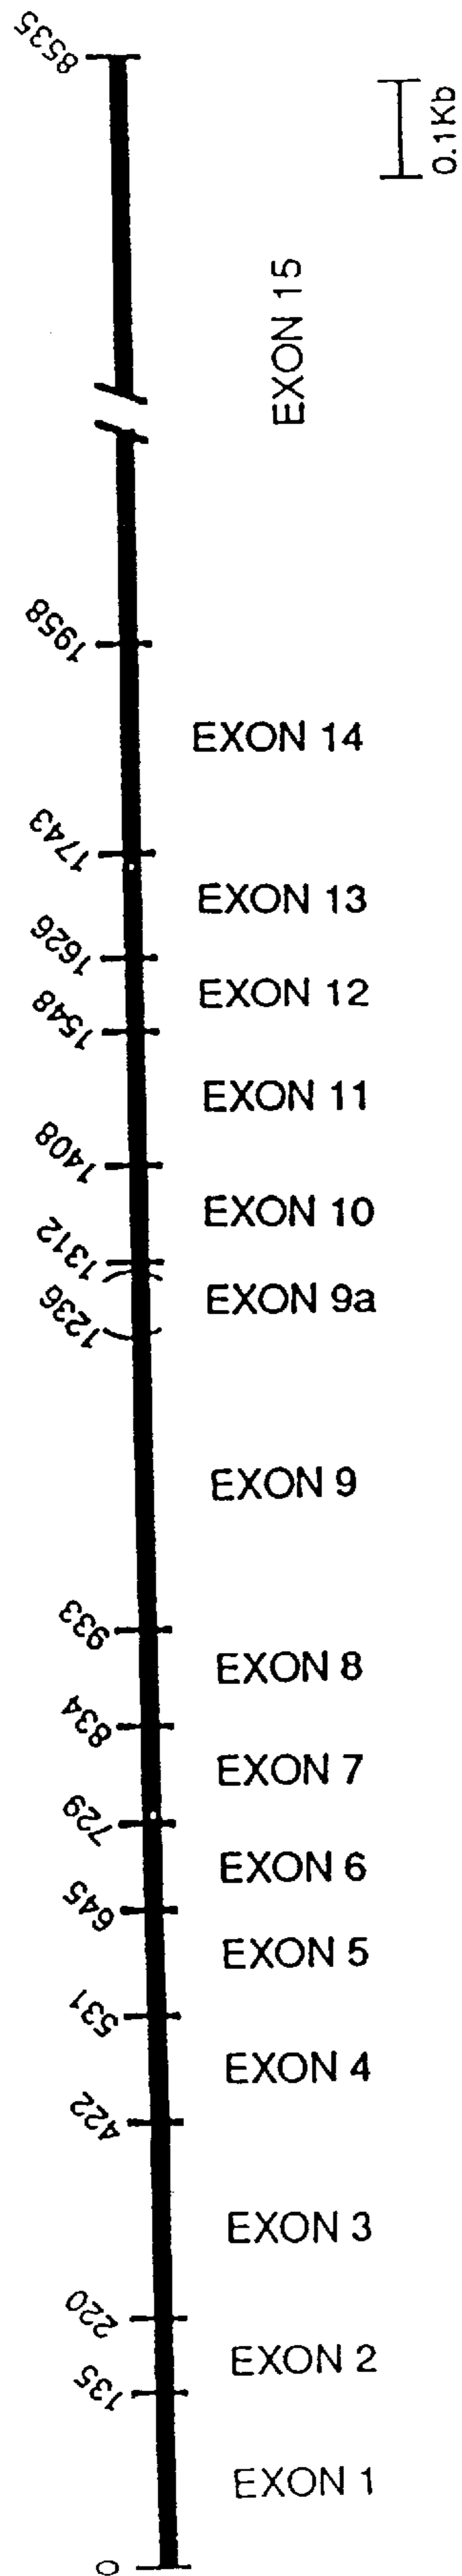 8535
0.1Kb
EXON 15
1958
EXON 14
1743
EXON 13
1626
EXON 12
1548
EXON 11
1408
EXON 10
1312
EXON 9a
1236
EXON 9
933
EXON 8
834
EXON 7
729
EXON 6
645
EXON 5
531
EXON 4
422
EXON 3
220
EXON 2
135
EXON 1
0